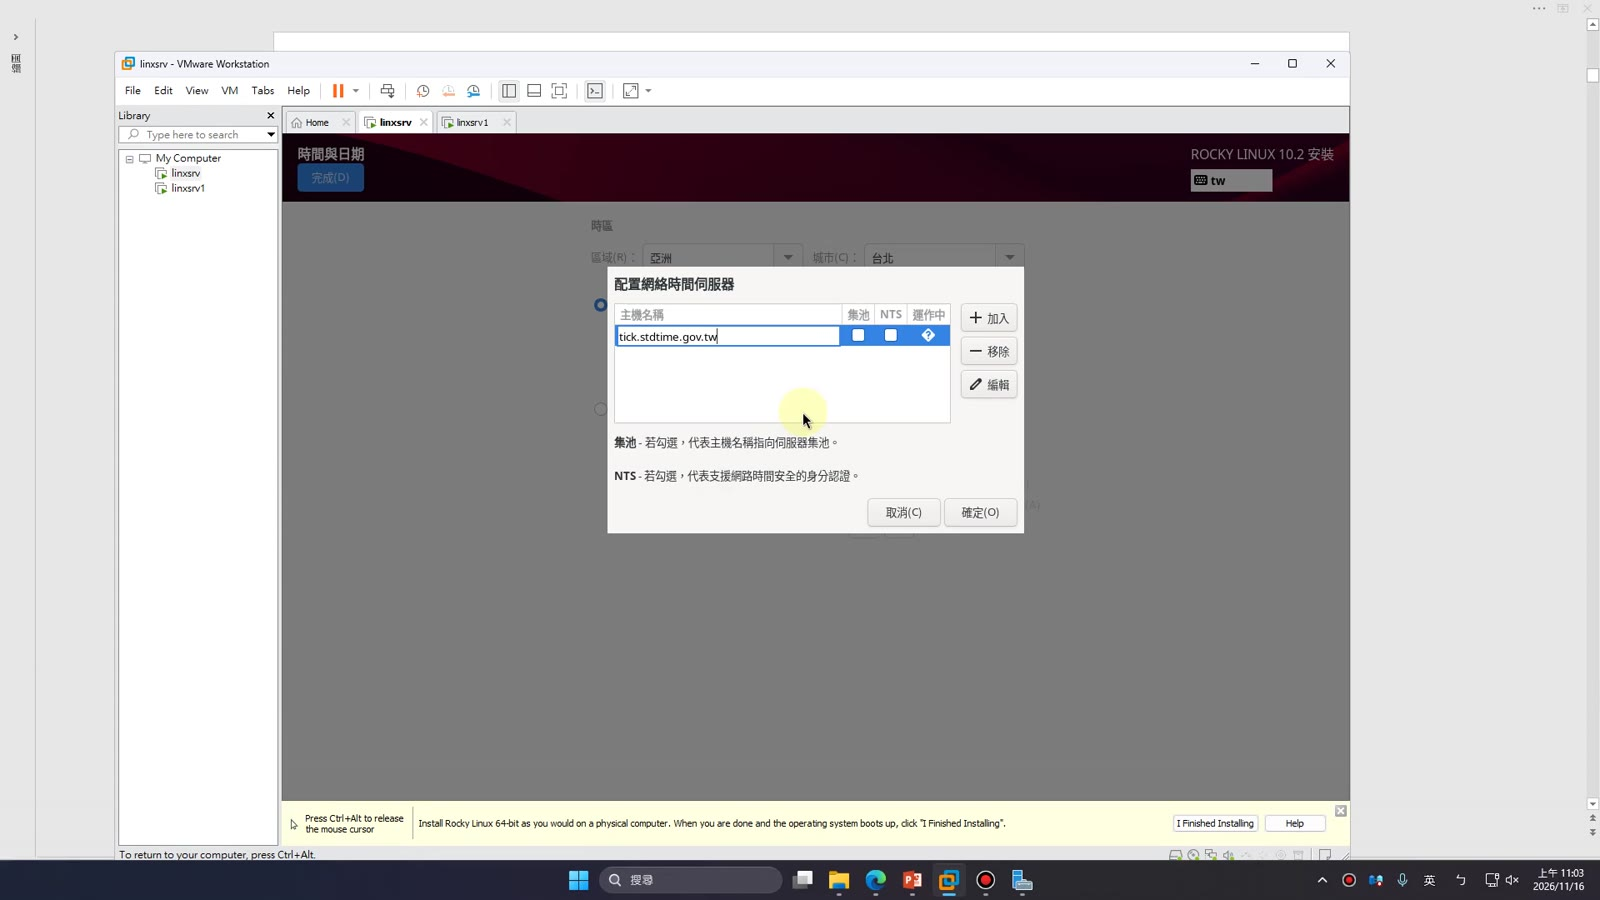 linxsrv - VMware Workstation
File Edit View VM Tabs Help
Library
Type here to search
My Computer
linxsrv
linxsrv1
Home
linxsrv
linxsrv1
時間與日期
完成(D)
ROCKY LINUX 10.2 安裝
tw
時區
區域(R)： 亞洲 城市(C)： 台北
配置網絡時間伺服器
主機名稱 集池 NTS 運作中
tick.stdtime.gov.tw
加入
移除
編輯
集池 - 若勾選，代表主機名稱指向伺服器集池。
NTS - 若勾選，代表支援網路時間安全的身分認證。
取消(C) 確定(O)
Press Ctrl+Alt to release
the mouse cursor
Install Rocky Linux 64-bit as you would on a physical computer. When you are done and the operating system boots up, click "I Finished Installing".
I Finished Installing
Help
To return to your computer, press Ctrl+Alt.
搜尋
英
ㄅ
上午 11:03
2026/11/16